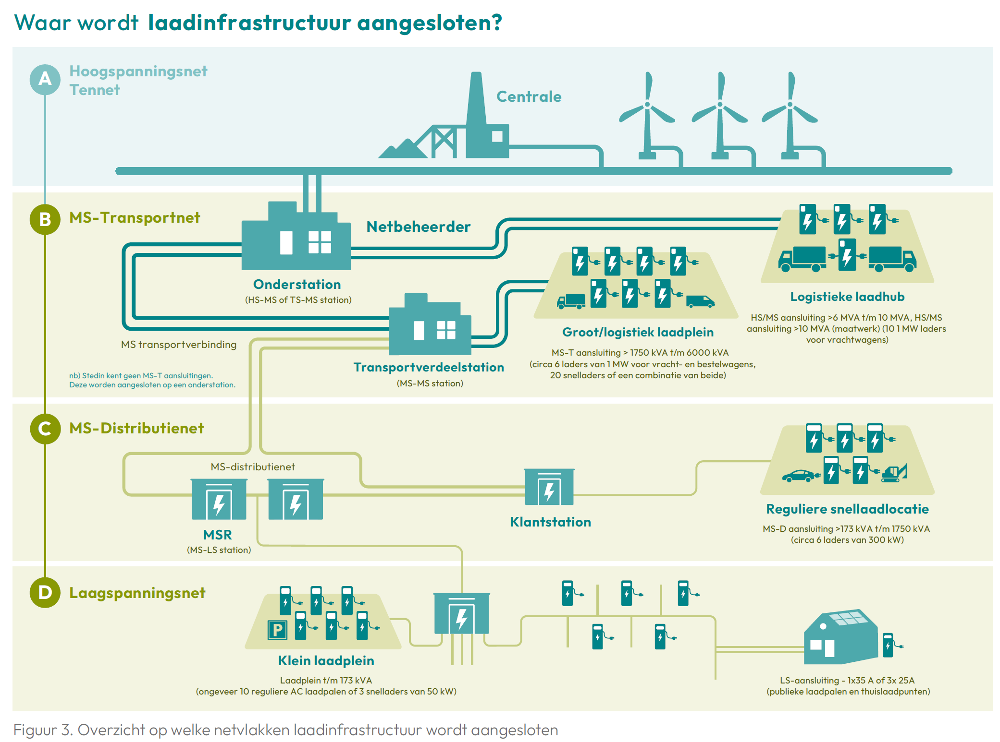 Waar wordt laadinfrastructuur aangesloten?
A
Hoogspanningsnet
Tennet
Centrale
B
MS-Transportnet
Netbeheerder
Onderstation
(HS-MS of TS-MS station)
Logistieke laadhub
HS/MS aansluiting >6 MVA t/m 10 MVA, HS/MS
aansluiting >10 MVA (maatwerk) (10 1 MW laders
voor vrachtwagens)
Groot/logistiek laadplein
MS-T aansluiting > 1750 kVA t/m 6000 kVA
(circa 6 laders van 1 MW voor vracht- en bestelwagens,
20 snelladers of een combinatie van beide)
MS transportverbinding
Transportverdeelstation
(MS-MS station)
nb) Stedin kent geen MS-T aansluitingen.
Deze worden aangesloten op een onderstation.
C
MS-Distributienet
MS-distributienet
MSR
(MS-LS station)
Klantstation
Reguliere snellaadlocatie
MS-D aansluiting >173 kVA t/m 1750 kVA
(circa 6 laders van 300 kW)
D
Laagspanningsnet
P
Klein laadplein
Laadplein t/m 173 kVA
(ongeveer 10 reguliere AC laadpalen of 3 snelladers van 50 kW)
LS-aansluiting - 1x35 A of 3x 25A
(publieke laadpalen en thuislaadpunten)
Figuur 3. Overzicht op welke netvlakken laadinfrastructuur wordt aangesloten